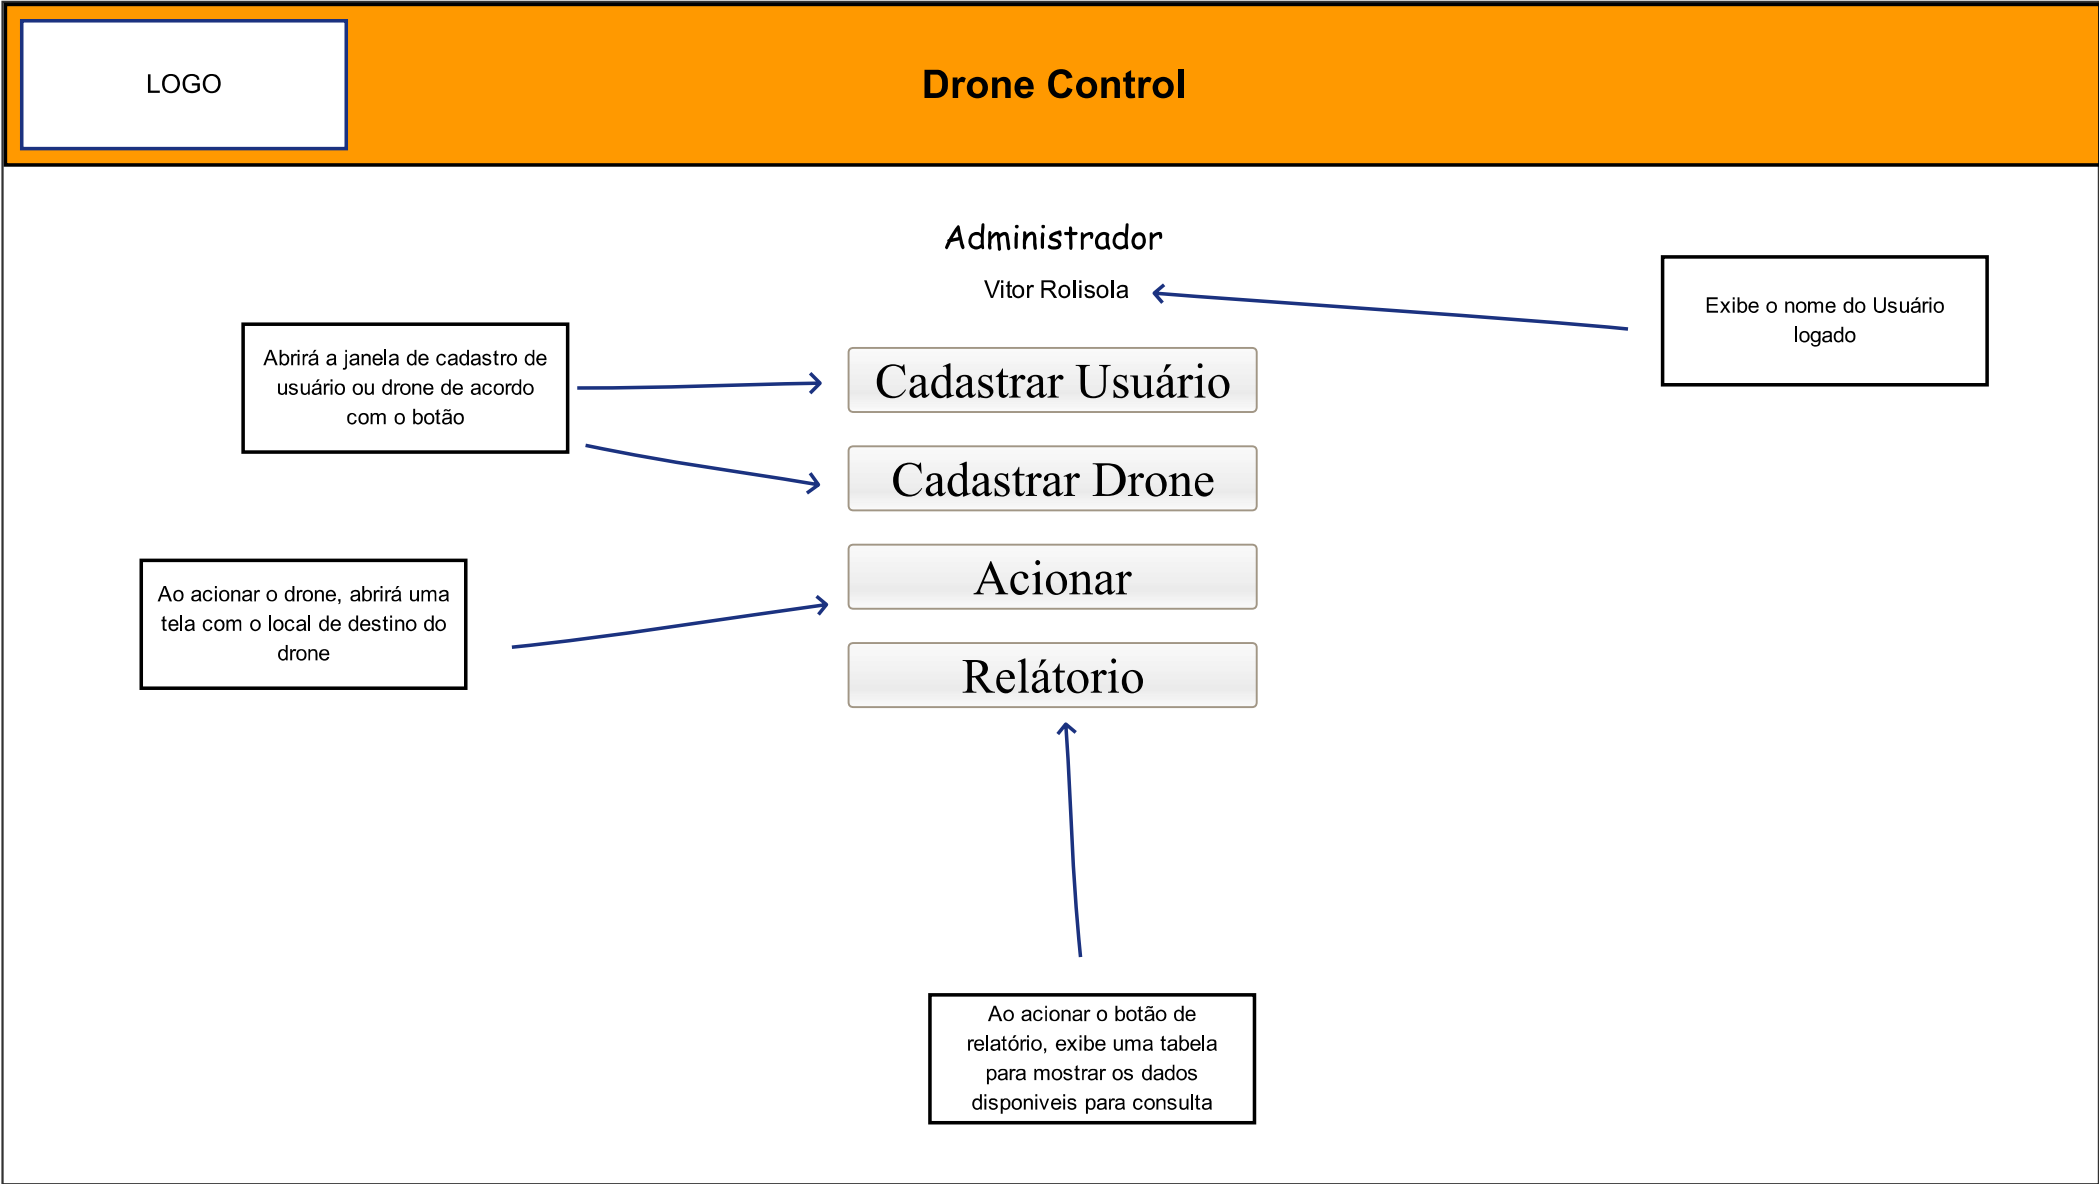 LOGO
Drone Control
Administrador
Vitor Rolisola
Exibe o nome do Usuário
logado
Abrirá a janela de cadastro de
usuário ou drone de acordo
com o botão
Cadastrar Usuário
Cadastrar Drone
Ao acionar o drone, abrirá uma
tela com o local de destino do
drone
Acionar
Relátorio
Ao acionar o botão de
relatório, exibe uma tabela
para mostrar os dados
disponiveis para consulta